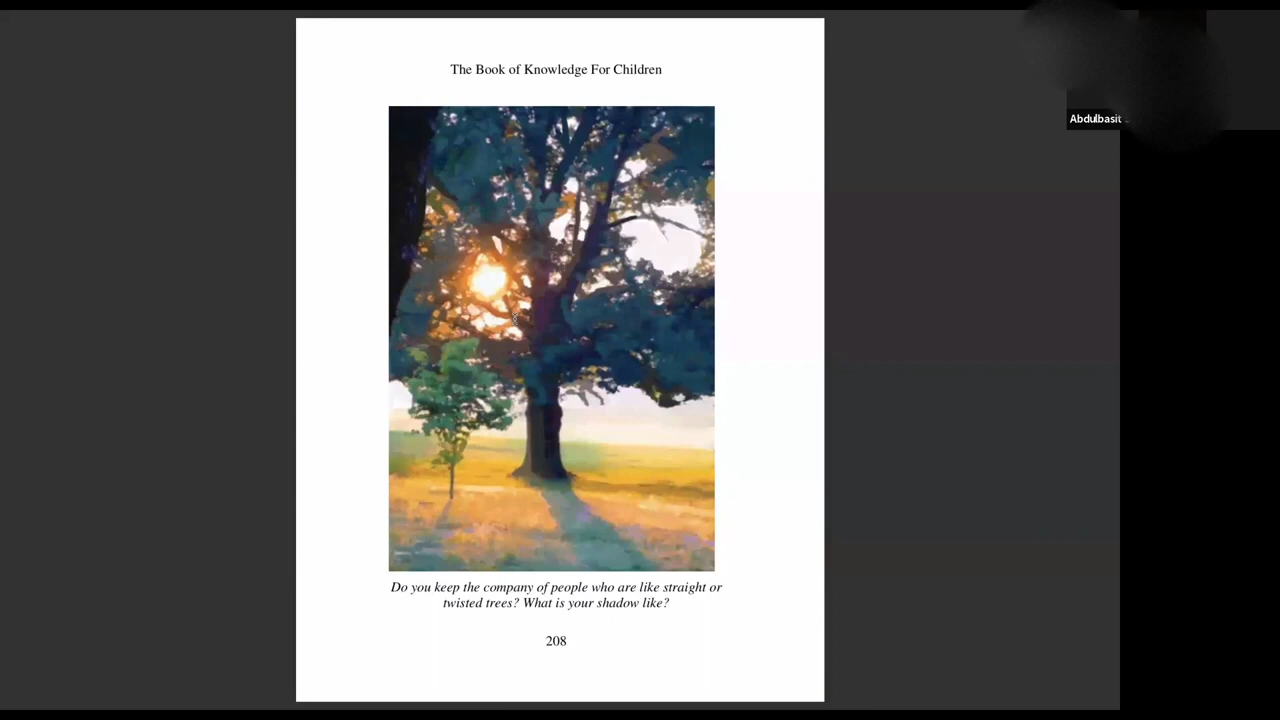 The Book of Knowledge For Children
Abdulbasit
Do you keep the company of people who are like straight or
twisted trees? What is your shadow like?
208